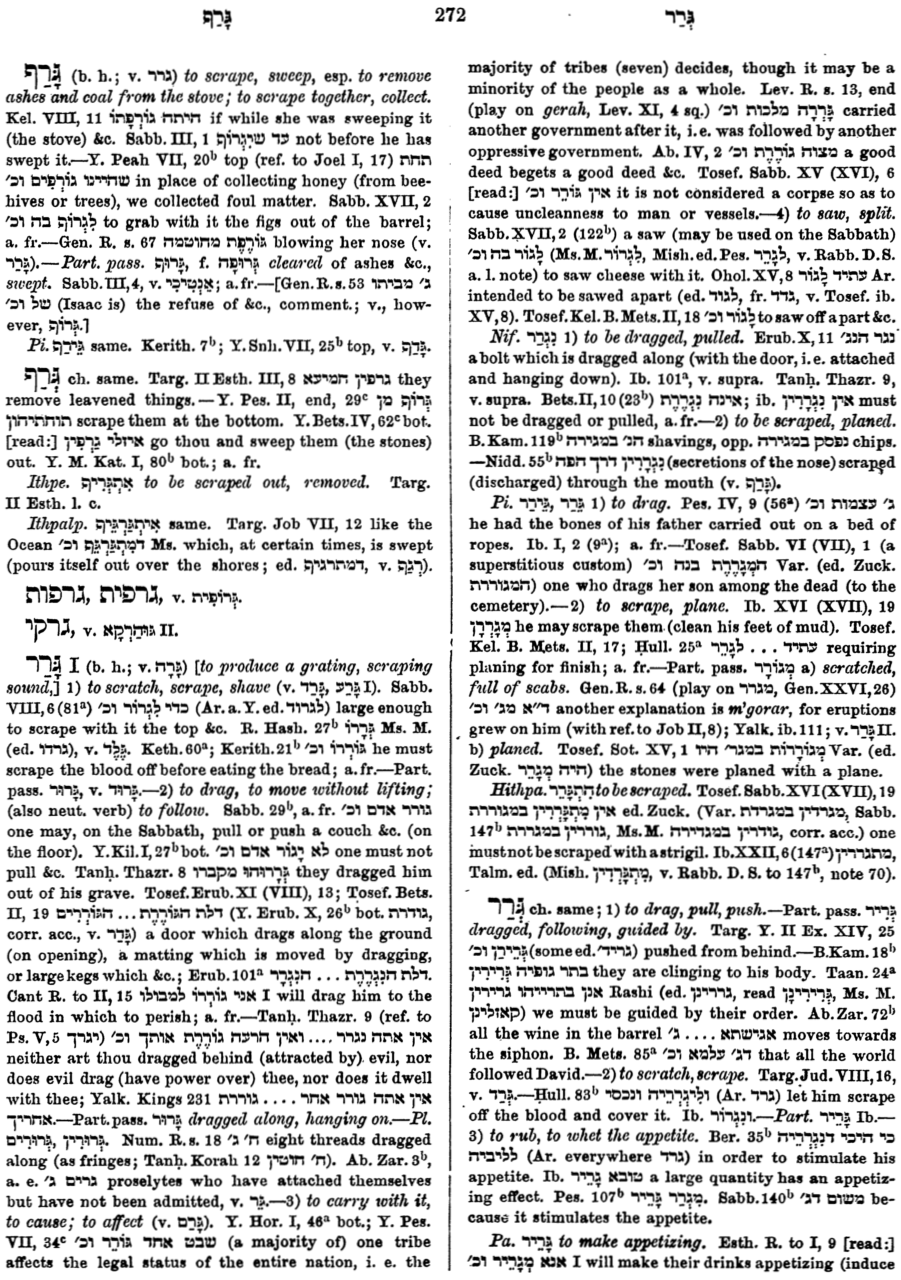 גָּרַף 272 גְּרַר
גָּרַף (b. h.; v. גרר) to scrape, sweep, esp. to remove
ashes and coal from the stove; to scrape together, collect.
Kel. VIII, 11 היתה גוֹרַפְתּוֹ if while she was sweeping it
(the stove) &c. Sabb. III, 1 עד שיגרוֹף not before he has
swept it.—Y. Peah VII, 20ᵇ top (ref. to Joel I, 17) תחת
שהיינו גוֹרְפִים וכ׳ in place of collecting honey (from bee-
hives or trees), we collected foul matter. Sabb. XVII, 2
לִגְרוֹף בה וכ׳ to grab with it the figs out of the barrel;
a. fr.—Gen. R. s. 67 גּוֹרֶפֶת מחוטמה blowing her nose (v.
גָּרַר).—Part. pass. גָּרוּף, f. גְּרוּפָה cleared of ashes &c.,
swept. Sabb. III, 4, v. אַנְטִיכִי; a. fr.—[Gen. R. s. 53 ג׳ מביתו
של וכ׳ (Isaac is) the refuse of &c., comment.; v., how-
ever, גְּרוֹף.]
Pi. גֵּירַף same. Kerith. 7ᵇ; Y. Snh. VII, 25ᵇ top, v. גָּדַף.
גְּרַף ch. same. Targ. II Esth. III, 8 גרפין חמיעא they
remove leavened things.—Y. Pes. II, end, 29ᶜ גְּרוֹף מן
תוחתיהון scrape them at the bottom. Y. Bets. IV, 62ᶜ bot.
[read:] איזלי גַּרְפִין go thou and sweep them (the stones)
out. Y. M. Kat. I, 80ᵇ bot.; a. fr.
Ithpe. אִתְגְּרֵיף to be scraped out, removed. Targ.
II Esth. l. c.
Ithpalp. אִיתְגַּרְגֵּיף same. Targ. Job VII, 12 like the
Ocean דמִתְגַּרְגֵּף וכ׳ Ms. which, at certain times, is swept
(pours itself out over the shores; ed. דמתרגיף, v. רְגַף).
גרפית, גרפות, v. גְּרוֹפִית.
גרקי, v. גּוּהַרְקָא II.
גָּרַר I (b. h.; v. גָּרָה) [to produce a grating, scraping
sound,] 1) to scratch, scrape, shave (v. גָּרַד, גָּרַע I). Sabb.
VIII, 6 (81ᵃ) כדי לִגְרוֹר וכ׳ (Ar. a. Y. ed. לגרוד) large enough
to scrape with it the top &c. R. Hash. 27ᵇ גְּרָרוֹ Ms. M.
(ed. גרדו), v. גֶּלֶד. Keth. 60ᵃ; Kerith. 21ᵇ גּוֹרְרוֹ וכ׳ he must
scrape the blood off before eating the bread; a. fr.—Part.
pass. גָּרוּר, v. גָּרוּד.—2) to drag, to move without lifting;
(also neut. verb) to follow. Sabb. 29ᵇ, a. fr. גורר אדם וכ׳
one may, on the Sabbath, pull or push a couch &c. (on
the floor). Y. Kil. I, 27ᵇ bot. לא יָגוֹר אדם וכ׳ one must not
pull &c. Tanḥ. Thazr. 8 גְּרָרוּהוּ מקברו they dragged him
out of his grave. Tosef. Erub. XI (VIII), 13; Tosef. Bets.
II, 19 דלת הגּוֹרֶרֶת ... הגּוֹרְרִים (Y. Erub. X, 26ᵇ bot. גודרת,
corr. acc., v. גָּדַר) a door which drags along the ground
(on opening), a matting which is moved by dragging,
or large kegs which &c.; Erub. 101ᵃ דלת הנִגְרֶרֶת ... הנִגְרָר.
Cant R. to II, 15 אני גוֹרְרוֹ למבולו I will drag him to the
flood in which to perish; a. fr.—Tanḥ. Thazr. 9 (ref. to
Ps. V, 5 יגרך) אין אתה נגרר .... ואין הרעה גּוֹרֶרֶת אותך וכ׳
neither art thou dragged behind (attracted by) evil, nor
does evil drag (have power over) thee, nor does it dwell
with thee; Yalk. Kings 231 אין אתה גורר אחר .... גוררת
אחריך.—Part. pass. גָּרוּר dragged along, hanging on.—Pl.
גְּרוּרִים, גְּרוּרִין. Num. R. s. 18 ח׳ ג׳ eight threads dragged
along (as fringes; Tanḥ. Korah 12 ח׳ חוטין). Ab. Zar. 3ᵇ,
a. e. גרים ג׳ proselytes who have attached themselves
but have not been admitted, v. גֵּר.—3) to carry with it,
to cause; to affect (v. גָּרַם). Y. Hor. I, 46ᵃ bot.; Y. Pes.
VII, 34ᶜ שבט אחד גּוֹרֵר וכ׳ (a majority of) one tribe
affects the legal status of the entire nation, i. e. the
majority of tribes (seven) decides, though it may be a
minority of the people as a whole. Lev. R. s. 13, end
(play on gerah, Lev. XI, 4 sq.) גְּרָרָה מלכות וכ׳ carried
another government after it, i. e. was followed by another
oppressive government. Ab. IV, 2 מצוה גּוֹרֶרֶת וכ׳ a good
deed begets a good deed &c. Tosef. Sabb. XV (XVI), 6
[read:] אין גּוֹרֵר וכ׳ it is not considered a corpse so as to
cause uncleanness to man or vessels.—4) to saw, split.
Sabb. XVII, 2 (122ᵇ) a saw (may be used on the Sabbath)
לָגוֹר בה וכ׳ (Ms. M. לִגְרוֹר, Mish. ed. Pes. לְגָרֵר, v. Rabb. D. S.
a. l. note) to saw cheese with it. Ohol. XV, 8 עתיד לָגוֹר Ar.
intended to be sawed apart (ed. לגוד, fr. גדד, v. Tosef. ib.
XV, 8). Tosef. Kel. B. Mets. II, 18 לָגוֹר וכ׳ to saw off a part &c.
Nif. נִגְרַר 1) to be dragged, pulled. Erub. X, 11 נגר הנג׳
a bolt which is dragged along (with the door, i. e. attached
and hanging down). Ib. 101ᵃ, v. supra. Tanḥ. Thazr. 9,
v. supra. Bets. II, 10 (23ᵇ) אינה נִגְרֶרֶת; ib. אין נִגְרָרִין must
not be dragged or pulled, a. fr.—2) to be scraped, planed.
B. Kam. 119ᵇ הנ׳ במגירה shavings, opp. נפסק במגירה chips.
—Nidd. 55ᵇ נִגְרָרִין דרך הפה (secretions of the nose) scraped
(discharged) through the mouth (v. גָּרַף).
Pi. גֵּרַר, גֵּירֵר 1) to drag. Pes. IV, 9 (56ᵃ) ג׳ עצמות וכ׳
he had the bones of his father carried out on a bed of
ropes. Ib. I, 2 (9ᵃ); a. fr.—Tosef. Sabb. VI (VII), 1 (a
superstitious custom) הַמְגָרֶרֶת בנה וכ׳ Var. (ed. Zuck.
המגוררת) one who drags her son among the dead (to the
cemetery).—2) to scrape, plane. Ib. XVI (XVII), 19
מְגָרְרָן he may scrape them (clean his feet of mud). Tosef.
Kel. B. Mets. II, 17; Ḥull. 25ᵃ לְגָרֵר ... עתיד requiring
planing for finish; a. fr.—Part. pass. מְגוֹרָר a) scratched,
full of scabs. Gen. R. s. 64 (play on מגרר, Gen. XXVI, 26)
ד״א מג׳ וכ׳ another explanation is m’gorar, for eruptions
grew on him (with ref. to Job II, 8); Yalk. ib. 111; v. גָּרַר II.
b) planed. Tosef. Sot. XV, 1 מְגוֹרָרוֹת במגר׳ היו Var. (ed.
Zuck. היה מְגָרֵר) the stones were planed with a plane.
Hithpa. הִתְגָּרֵר to be scraped. Tosef. Sabb. XVI (XVII), 19
אין מִתְגָּרְרִין במגוררת ed. Zuck. (Var. מגרדין במגרדת, Sabb.
147ᵇ גוררין במגררת, Ms. M. גודרין במגדירה, corr. acc.) one
must not be scraped with a strigil. Ib. XXII, 6 (147ᵃ) מתגררין,
Talm. ed. (Mish. מִתְגָּרְדִין, v. Rabb. D. S. to 147ᵇ, note 70).
גְּרַר ch. same; 1) to drag, pull, push.—Part. pass. גְּרִיר
dragged, following, guided by. Targ. Y. II Ex. XIV, 25
גְּרִירָן וכ׳ (some ed. גריד׳) pushed from behind.—B. Kam. 18ᵇ
בתר גופיה גְּרִירִין they are clinging to his body. Taan. 24ᵃ
אנן בתרייהו גרירין Rashi (ed. גררינן, read גְּרִירִינָן, Ms. M.
קאזלינן) we must be guided by their order. Ab. Zar. 72ᵇ
all the wine in the barrel ג׳ .... אגישתא moves towards
the siphon. B. Mets. 85ᵃ דג׳ עלמא וכ׳ that all the world
followed David.—2) to scratch, scrape. Targ. Jud. VIII, 16,
v. גְּרַד.—Ḥull. 83ᵇ ולִיגְרְרֵיהּ ונכסי (Ar. גרד) let him scrape
off the blood and cover it. Ib. ונִגְרוֹר.—Part. גָּרֵיר Ib.—
3) to rub, to whet the appetite. Ber. 35ᵇ כי היכי דנִגְרְרֵיהּ
לליביה (Ar. everywhere גרד) in order to stimulate his
appetite. Ib. טובא גָּרֵיר a large quantity has an appetiz-
ing effect. Pes. 107ᵇ מִגְרַר גָּרֵיר. Sabb. 140ᵇ משום דג׳ be-
cause it stimulates the appetite.
Pa. גָּרֵיר to make appetizing. Esth. R. to I, 9 [read:]
אנא מְגָרֵיר וכ׳ I will make their drinks appetizing (induce